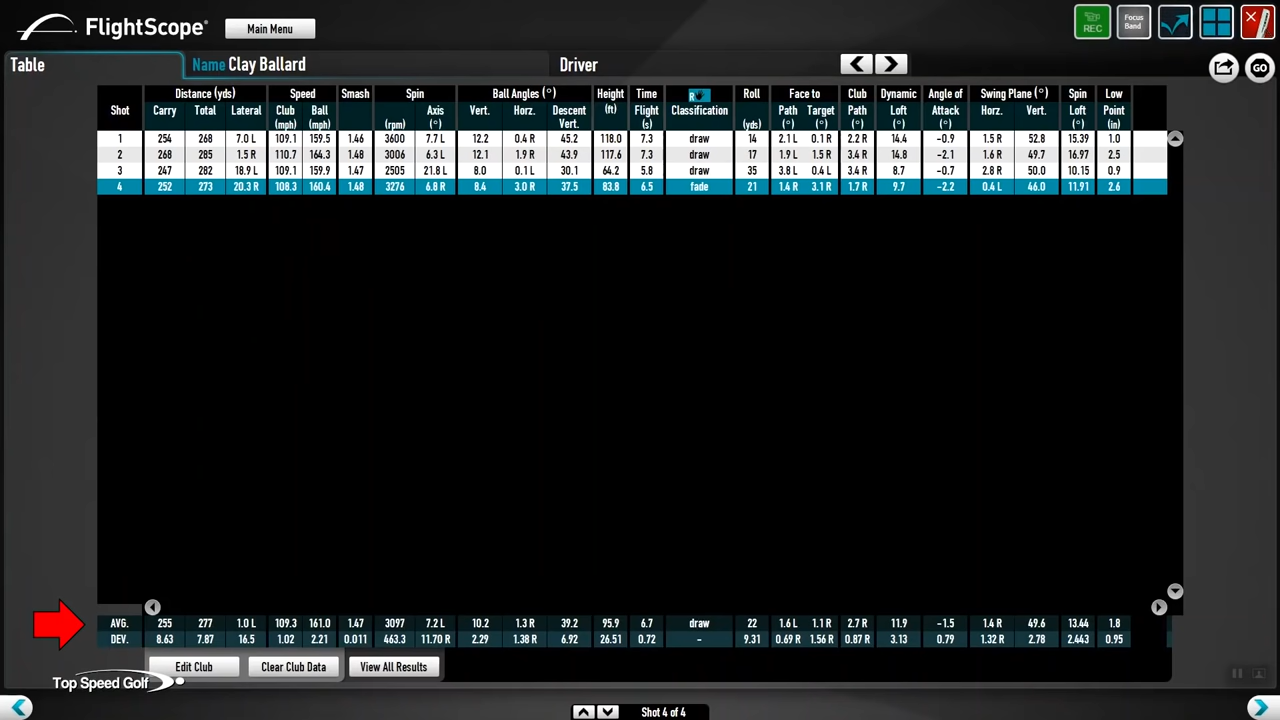 FlightScope
Main Menu
REC
Focus Band
Table
Name Clay Ballard
Driver
GO
Distance (yds) Speed Smash Spin Ball Angles (°) Height Time R Roll Face to Club Dynamic Angle of Swing Plane (°) Spin Low
Shot Carry Total Lateral Club Ball Axis Vert. Horz. Descent (ft) Flight Classification Path Target Path Loft Attack Horz. Vert. Loft Point
(mph) (mph) (rpm) (°) Vert. (s) (yds) (°) (°) (°) (°) (°) (°) (in)
1 254 268 7.0 L 109.1 159.5 1.46 3600 7.7 L 12.2 0.4 R 45.2 118.0 7.3 draw 14 2.1 L 0.1 R 2.2 R 14.4 -0.9 1.5 R 52.8 15.39 1.0
2 268 285 1.5 R 110.7 164.3 1.48 3006 6.3 L 12.1 1.9 R 43.9 117.6 7.3 draw 17 1.9 L 1.5 R 3.4 R 14.8 -2.1 1.6 R 49.7 16.97 2.5
3 247 282 18.9 L 109.1 159.9 1.47 2505 21.8 L 8.0 0.1 L 30.1 64.2 5.8 draw 35 3.8 L 0.4 L 3.4 R 8.7 -0.7 2.8 R 50.0 10.15 0.9
4 252 273 20.3 R 108.3 160.4 1.48 3276 6.8 R 8.4 3.0 R 37.5 83.8 6.5 fade 21 1.4 R 3.1 R 1.7 R 9.7 -2.2 0.4 L 46.0 11.91 2.6
AVG. 255 277 1.0 L 109.3 161.0 1.47 3097 7.2 L 10.2 1.3 R 39.2 95.9 6.7 draw 22 1.6 L 1.1 R 2.7 R 11.9 -1.5 1.4 R 49.6 13.44 1.8
DEV. 8.63 7.87 16.5 1.02 2.21 0.011 463.3 11.70 R 2.29 1.38 R 6.92 26.51 0.72 - 9.31 0.69 R 1.56 R 0.87 R 3.13 0.79 1.32 R 2.78 2.443 0.95
Edit Club
Clear Club Data
View All Results
Top Speed Golf
Shot 4 of 4